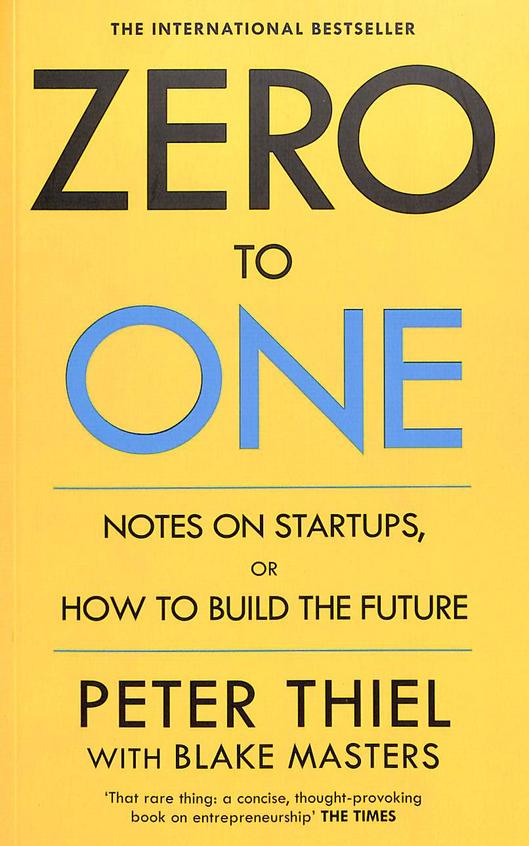 THE INTERNATIONAL BESTSELLER
ZERO
TO
ONE
NOTES ON STARTUPS,
OR
HOW TO BUILD THE FUTURE
PETER THIEL
WITH BLAKE MASTERS
'That rare thing: a concise, thought-provoking
book on entrepreneurship' THE TIMES